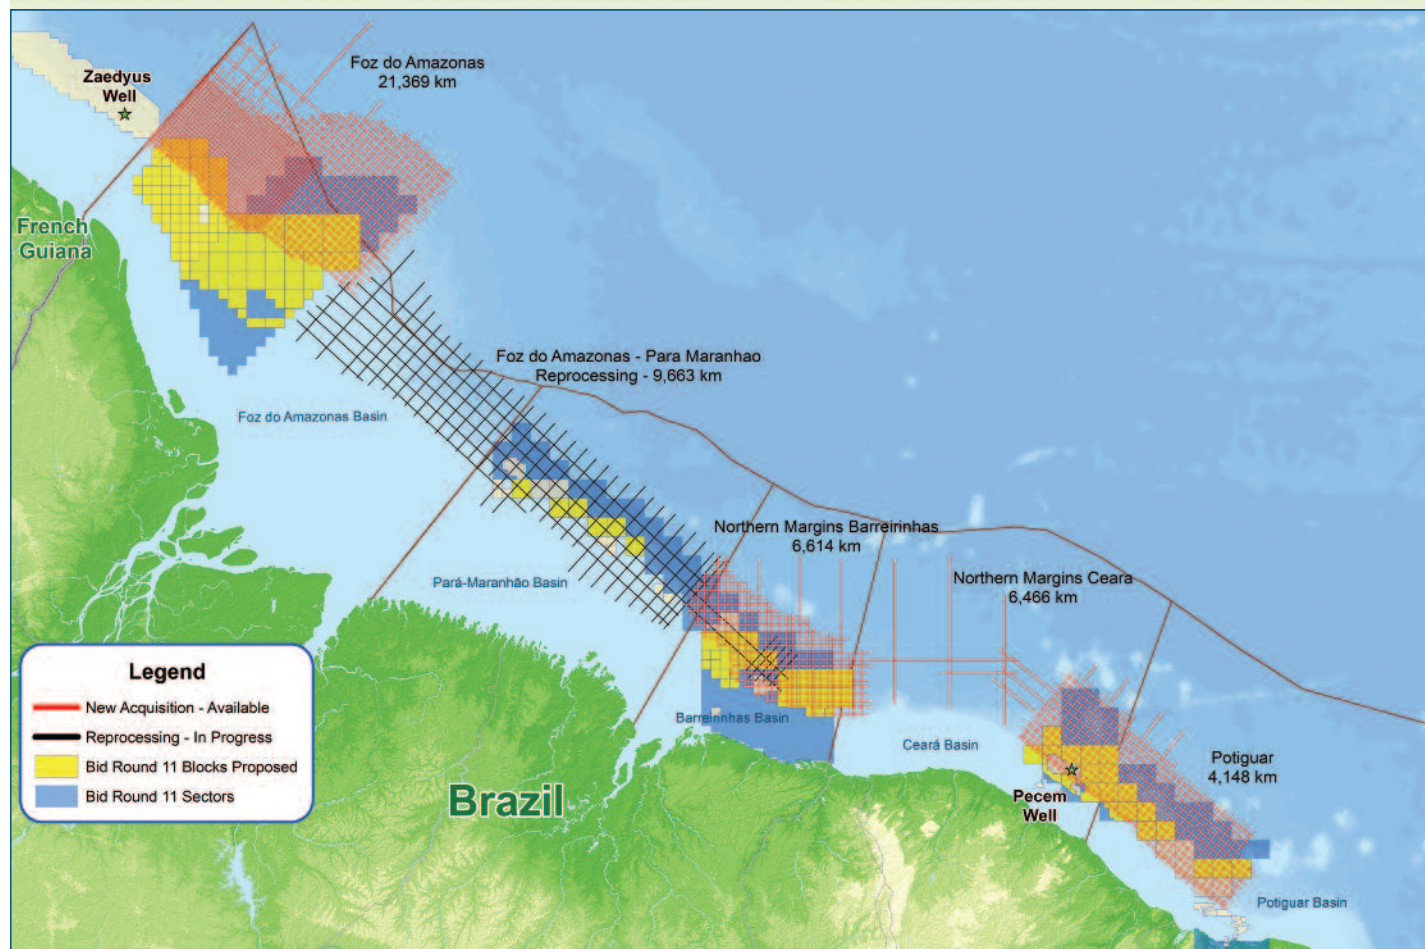 Foz do Amazonas
21,369 km
Zaedyus
Well
French
Guiana
Foz do Amazonas - Para Maranhao
Reprocessing - 9,663 km
Foz do Amazonas Basin
Northern Margins Barreirinhas
6,614 km
Northern Margins Ceara
6,466 km
Pará-Maranhão Basin
Legend
New Acquisition - Available
Reprocessing - In Progress
Bid Round 11 Blocks Proposed
Bid Round 11 Sectors
Barreirinhas Basin
Ceará Basin
Potiguar
4,148 km
Brazil
Pecem
Well
Potiguar Basin